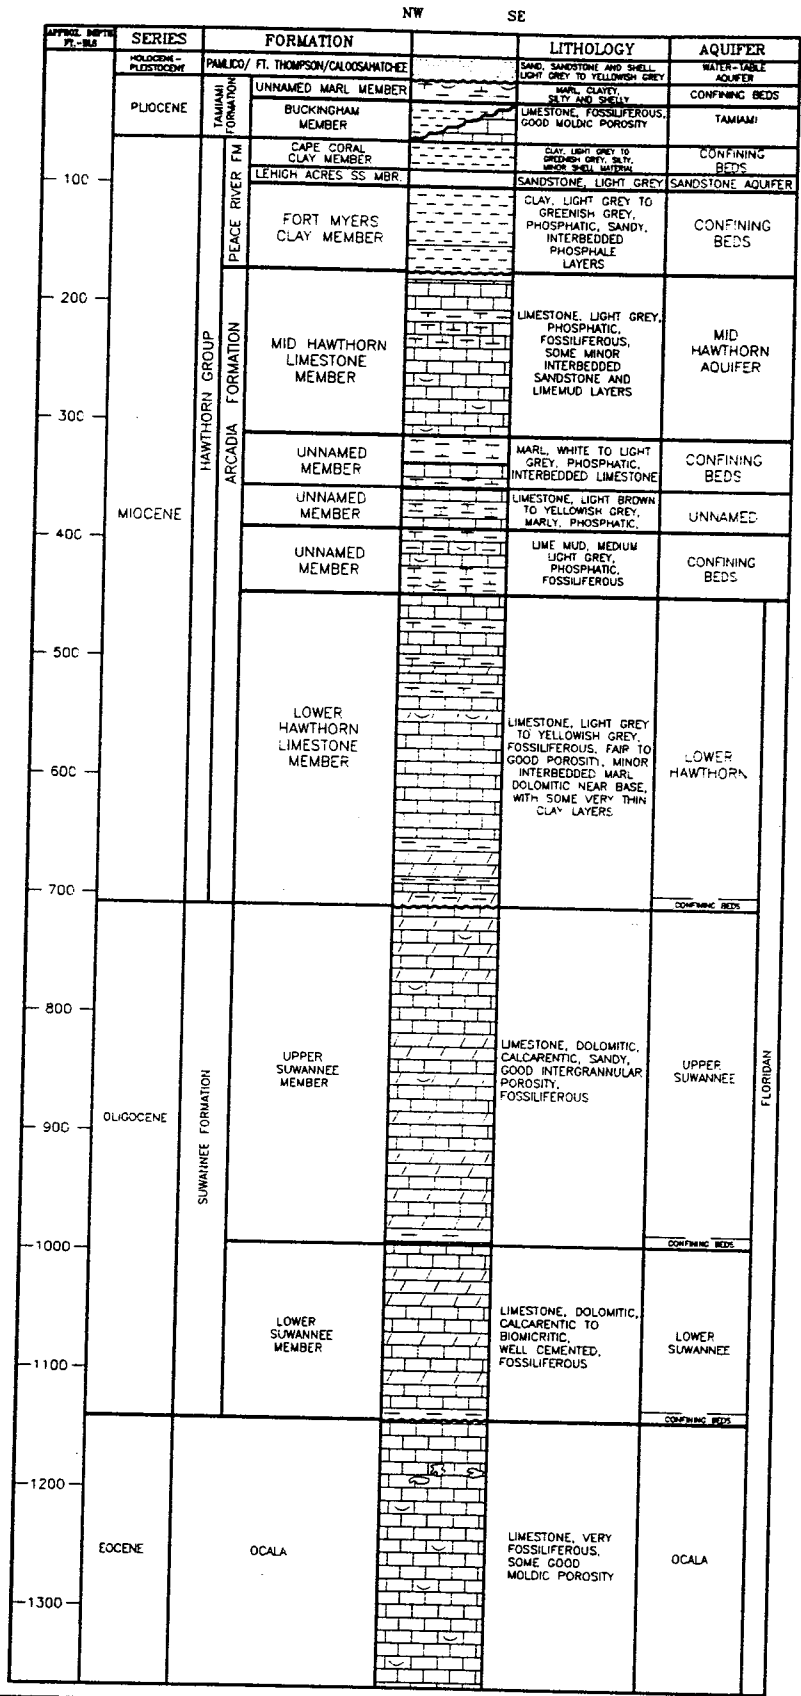 NW SE
APPROX. DEPTH
FT.-BLS
SERIES
FORMATION
LITHOLOGY
AQUIFER
HOLOCENE-
PLEISTOCENE
PAMLICO/ FT. THOMPSON/CALOOSAHATCHEE
SAND, SANDSTONE AND SHELL
LIGHT GREY TO YELLOWISH GREY
WATER-TABLE
AQUIFER
PLIOCENE
TAMIAMI
FORMATION
UNNAMED MARL MEMBER
MARL, CLAYEY,
SILTY AND SHELLY
CONFINING BEDS
BUCKINGHAM
MEMBER
LIMESTONE, FOSSILIFEROUS,
GOOD MOLDIC POROSITY
TAMIAMI
MIOCENE
HAWTHORN GROUP
PEACE RIVER FM
CAPE CORAL
CLAY MEMBER
CLAY, LIGHT GREY TO
GREENISH GREY, SILTY,
MINOR SHELL MATERIAL
CONFINING
BEDS
100
LEHIGH ACRES SS MBR.
SANDSTONE, LIGHT GREY
SANDSTONE AQUIFER
FORT MYERS
CLAY MEMBER
CLAY, LIGHT GREY TO
GREENISH GREY,
PHOSPHATIC, SANDY,
INTERBEDDED
PHOSPHALE
LAYERS
CONFINING
BEDS
200
ARCADIA FORMATION
MID HAWTHORN
LIMESTONE
MEMBER
LIMESTONE, LIGHT GREY,
PHOSPHATIC,
FOSSILIFEROUS,
SOME MINOR
INTERBEDDED
SANDSTONE AND
LIMEMUD LAYERS
MID
HAWTHORN
AQUIFER
300
UNNAMED
MEMBER
MARL, WHITE TO LIGHT
GREY, PHOSPHATIC,
INTERBEDDED LIMESTONE
CONFINING
BEDS
UNNAMED
MEMBER
LIMESTONE, LIGHT BROWN
TO YELLOWISH GREY,
MARLY, PHOSPHATIC,
UNNAMED
400
UNNAMED
MEMBER
LIME MUD, MEDIUM
LIGHT GREY,
PHOSPHATIC,
FOSSILIFEROUS
CONFINING
BEDS
500
LOWER
HAWTHORN
LIMESTONE
MEMBER
LIMESTONE, LIGHT GREY
TO YELLOWISH GREY,
FOSSILIFEROUS, FAIR TO
GOOD POROSITY, MINOR
INTERBEDDED MARL
DOLOMITIC NEAR BASE,
WITH SOME VERY THIN
CLAY LAYERS
LOWER
HAWTHORN
600
700
CONFINING BEDS
FLORIDAN
OLIGOCENE
SUWANNEE FORMATION
800
UPPER
SUWANNEE
MEMBER
LIMESTONE, DOLOMITIC,
CALCARENTIC, SANDY,
GOOD INTERGRANNULAR
POROSITY,
FOSSILIFEROUS
UPPER
SUWANNEE
900
1000
CONFINING BEDS
LOWER
SUWANNEE
MEMBER
LIMESTONE, DOLOMITIC,
CALCARENTIC TO
BIOMICRITIC,
WELL CEMENTED,
FOSSILIFEROUS
LOWER
SUWANNEE
1100
CONFINING BEDS
1200
EOCENE
OCALA
LIMESTONE, VERY
FOSSILIFEROUS,
SOME GOOD
MOLDIC POROSITY
OCALA
1300